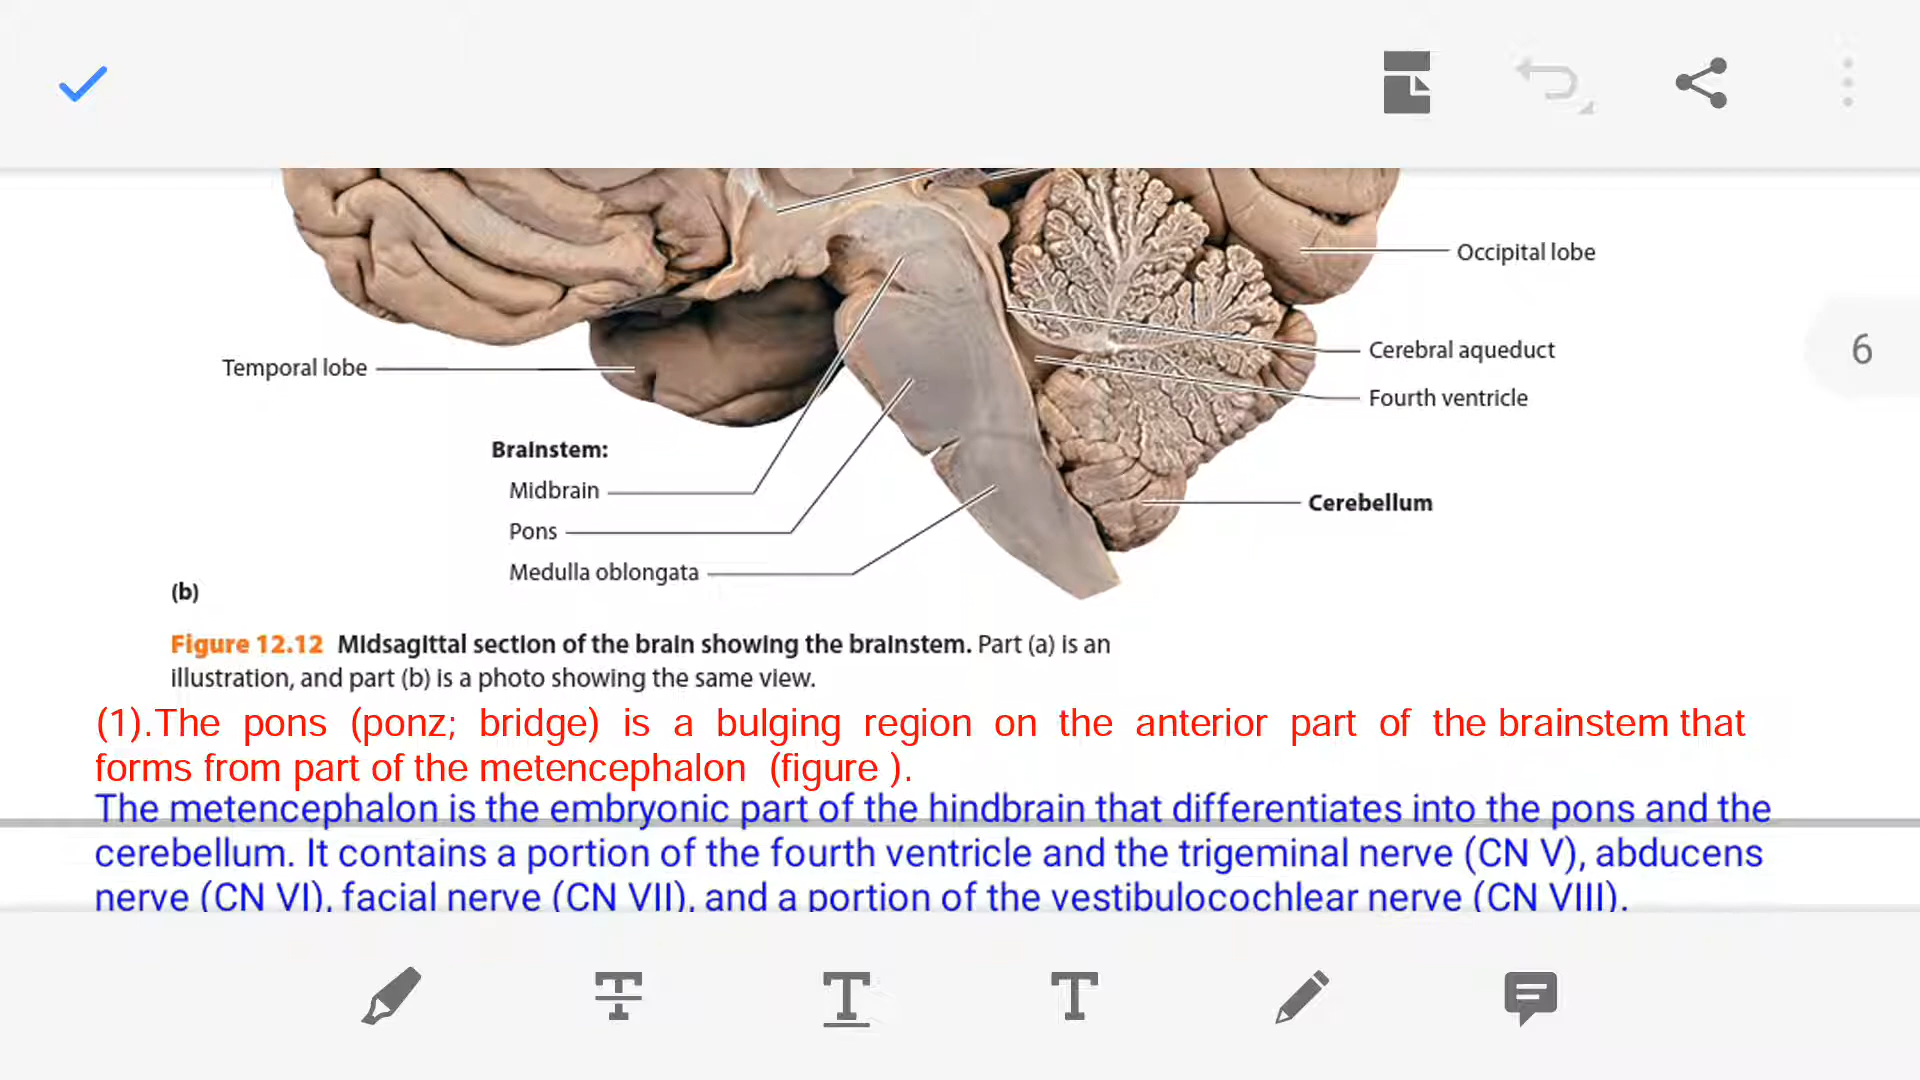 Occipital lobe
Cerebral aqueduct
6
Temporal lobe
Fourth ventricle
Brainstem:
Midbrain
Cerebellum
Pons
Medulla oblongata
(b)
Figure 12.12 Midsagittal section of the brain showing the brainstem. Part (a) is an
illustration, and part (b) is a photo showing the same view.
(1).The pons (ponz; bridge) is a bulging region on the anterior part of the brainstem that
forms from part of the metencephalon (figure ).
The metencephalon is the embryonic part of the hindbrain that differentiates into the pons and the
cerebellum. It contains a portion of the fourth ventricle and the trigeminal nerve (CN V), abducens
nerve (CN VI), facial nerve (CN VII), and a portion of the vestibulocochlear nerve (CN VIII).